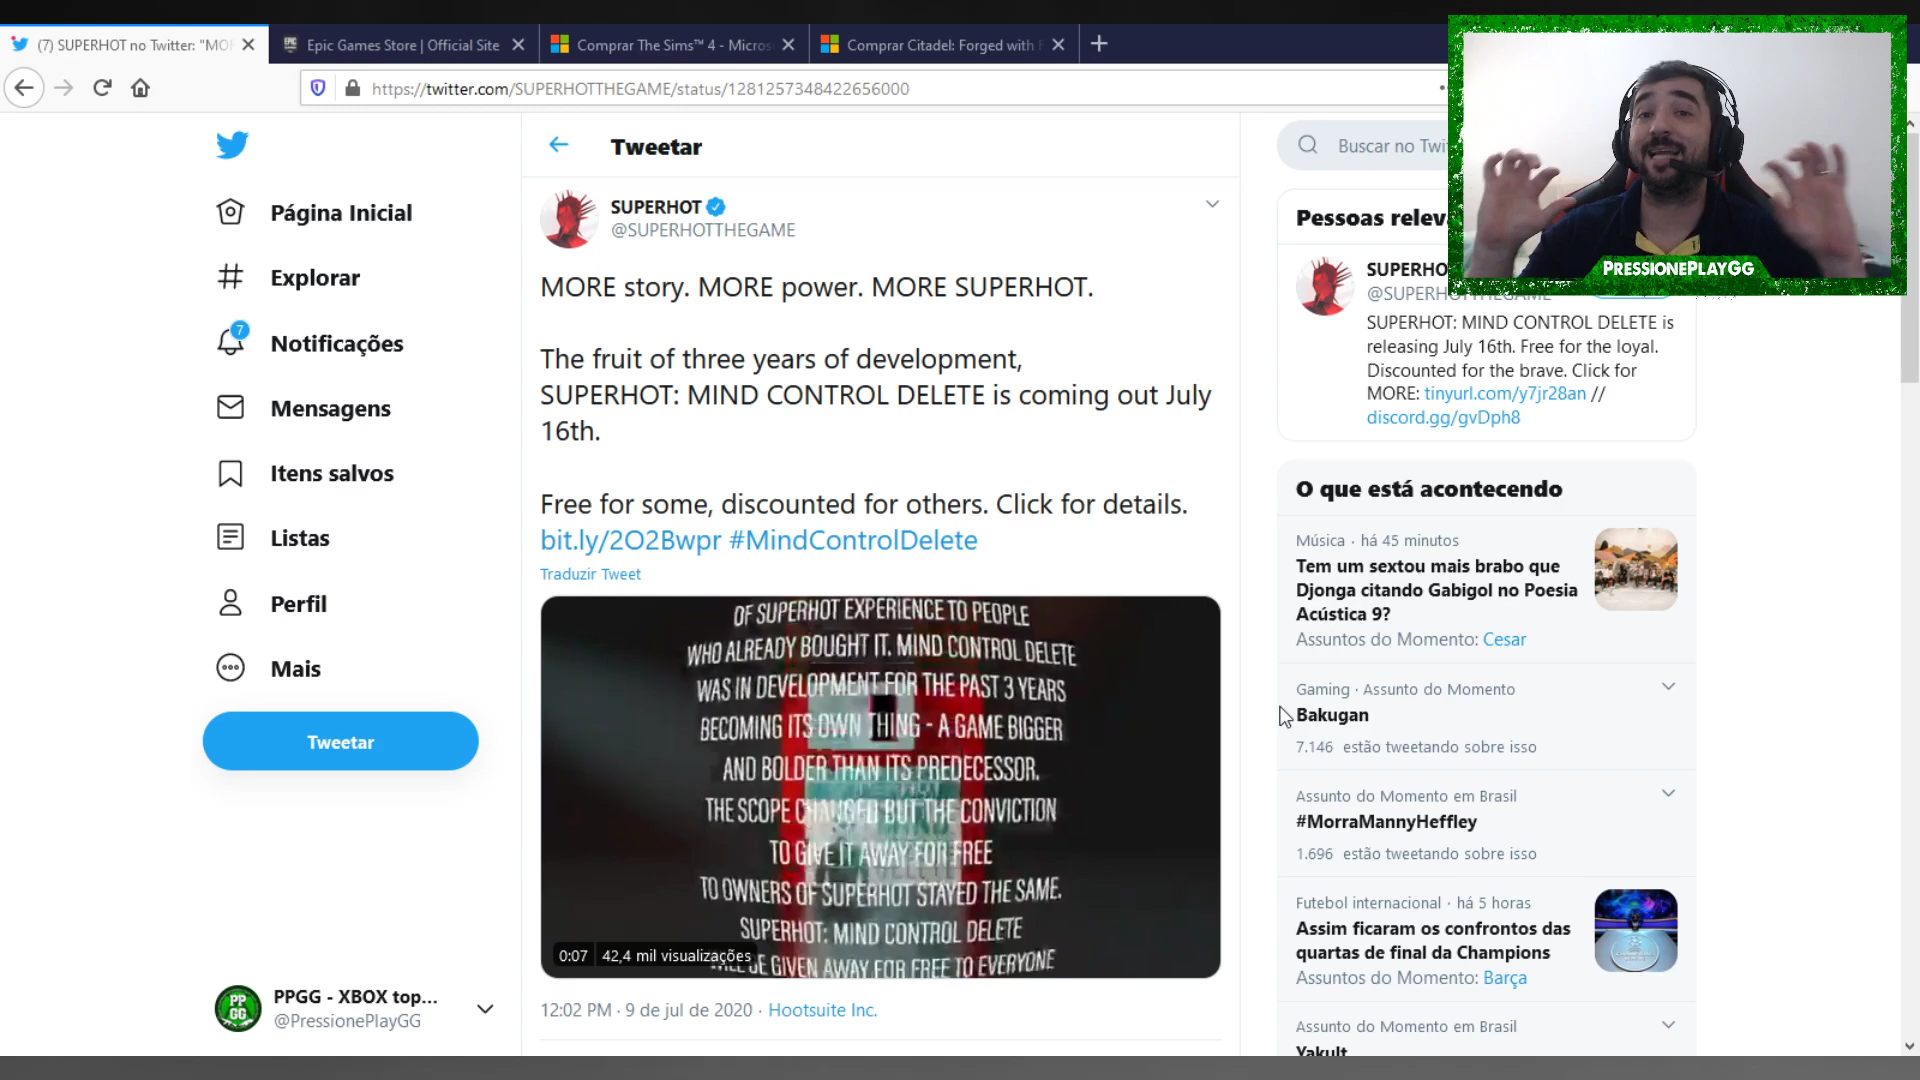 (7) SUPERHOT no Twitter: "MOR
Epic Games Store | Official Site
Comprar The Sims™ 4 - Micros
Comprar Citadel: Forged with F
https://twitter.com/SUPERHOTTHEGAME/status/1281257348422656000
PRESSIONEPLAYGG
Página Inicial
Explorar
7
Notificações
Mensagens
Itens salvos
Listas
Perfil
Mais
Tweetar
PP
GG
PPGG - XBOX top...
@PressionePlayGG
Tweetar
SUPERHOT
@SUPERHOTTHEGAME
MORE story. MORE power. MORE SUPERHOT.
The fruit of three years of development,
SUPERHOT: MIND CONTROL DELETE is coming out July
16th.
Free for some, discounted for others. Click for details.
bit.ly/2O2Bwpr #MindControlDelete
Traduzir Tweet
OF SUPERHOT EXPERIENCE TO PEOPLE
WHO ALREADY BOUGHT IT. MIND CONTROL DELETE
WAS IN DEVELOPMENT FOR THE PAST 3 YEARS
BECOMING ITS OWN THING - A GAME BIGGER
AND BOLDER THAN ITS PREDECESSOR.
THE SCOPE CHANGED BUT THE CONVICTION
TO GIVE IT AWAY FOR FREE
TO OWNERS OF SUPERHOT STAYED THE SAME.
SUPERHOT: MIND CONTROL DELETE
BE GIVEN AWAY FOR FREE TO EVERYONE
0:07 42,4 mil visualizações
12:02 PM · 9 de jul de 2020 · Hootsuite Inc.
Buscar no Twi
Pessoas relev
SUPERHO
@SUPERHOTTHEGAME
SUPERHOT: MIND CONTROL DELETE is
releasing July 16th. Free for the loyal.
Discounted for the brave. Click for
MORE: tinyurl.com/y7jr28an //
discord.gg/gvDph8
O que está acontecendo
Música · há 45 minutos
Tem um sextou mais brabo que
Djonga citando Gabigol no Poesia
Acústica 9?
Assuntos do Momento: Cesar
Gaming · Assunto do Momento
Bakugan
7.146 estão tweetando sobre isso
Assunto do Momento em Brasil
#MorraMannyHeffley
1.696 estão tweetando sobre isso
Futebol internacional · há 5 horas
Assim ficaram os confrontos das
quartas de final da Champions
Assuntos do Momento: Barça
Assunto do Momento em Brasil
Yakult